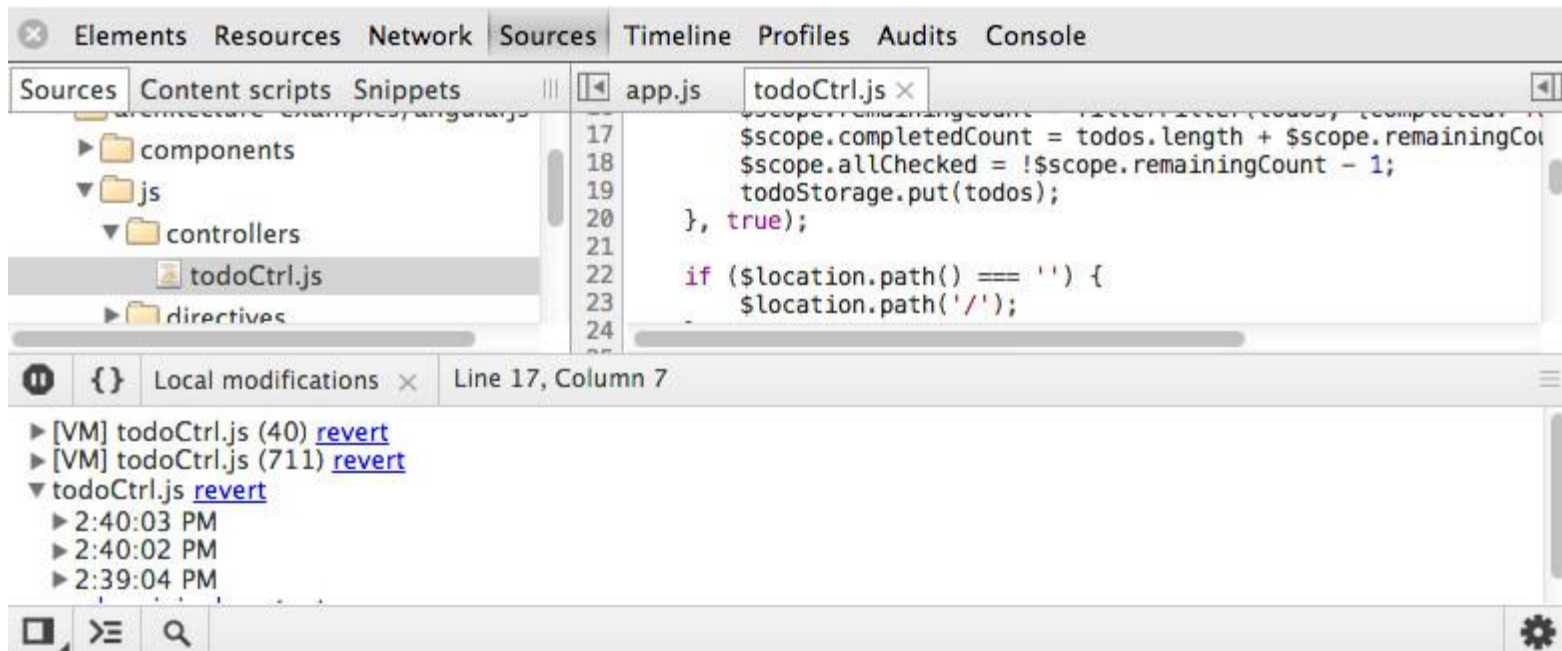 Elements Resources Network Sources Timeline Profiles Audits Console
Sources Content scripts Snippets
app.js todoCtrl.js ×
components
js
controllers
todoCtrl.js
directives
17 $scope.completedCount = todos.length + $scope.remainingCou
18 $scope.allChecked = !$scope.remainingCount - 1;
19 todoStorage.put(todos);
20 }, true);
21
22 if ($location.path() === '') {
23 $location.path('/');
24
{} Local modifications × Line 17, Column 7
[VM] todoCtrl.js (40) revert
[VM] todoCtrl.js (711) revert
todoCtrl.js revert
2:40:03 PM
2:40:02 PM
2:39:04 PM